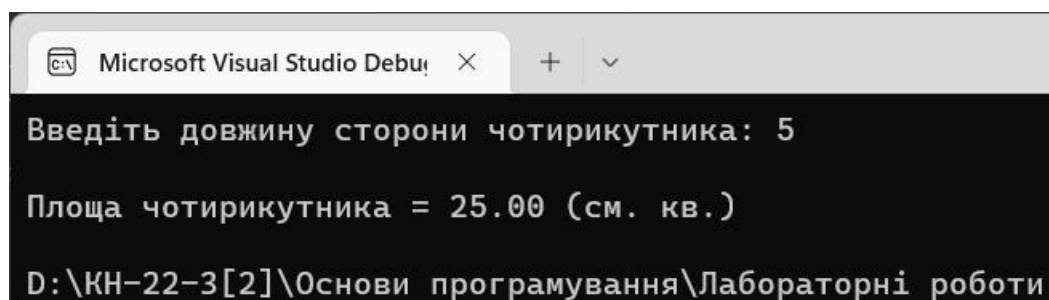 Microsoft Visual Studio Debu
Введіть довжину сторони чотирикутника: 5
Площа чотирикутника = 25.00 (см. кв.)
D:\КН-22-3[2]\Основи програмування\Лабораторні роботи